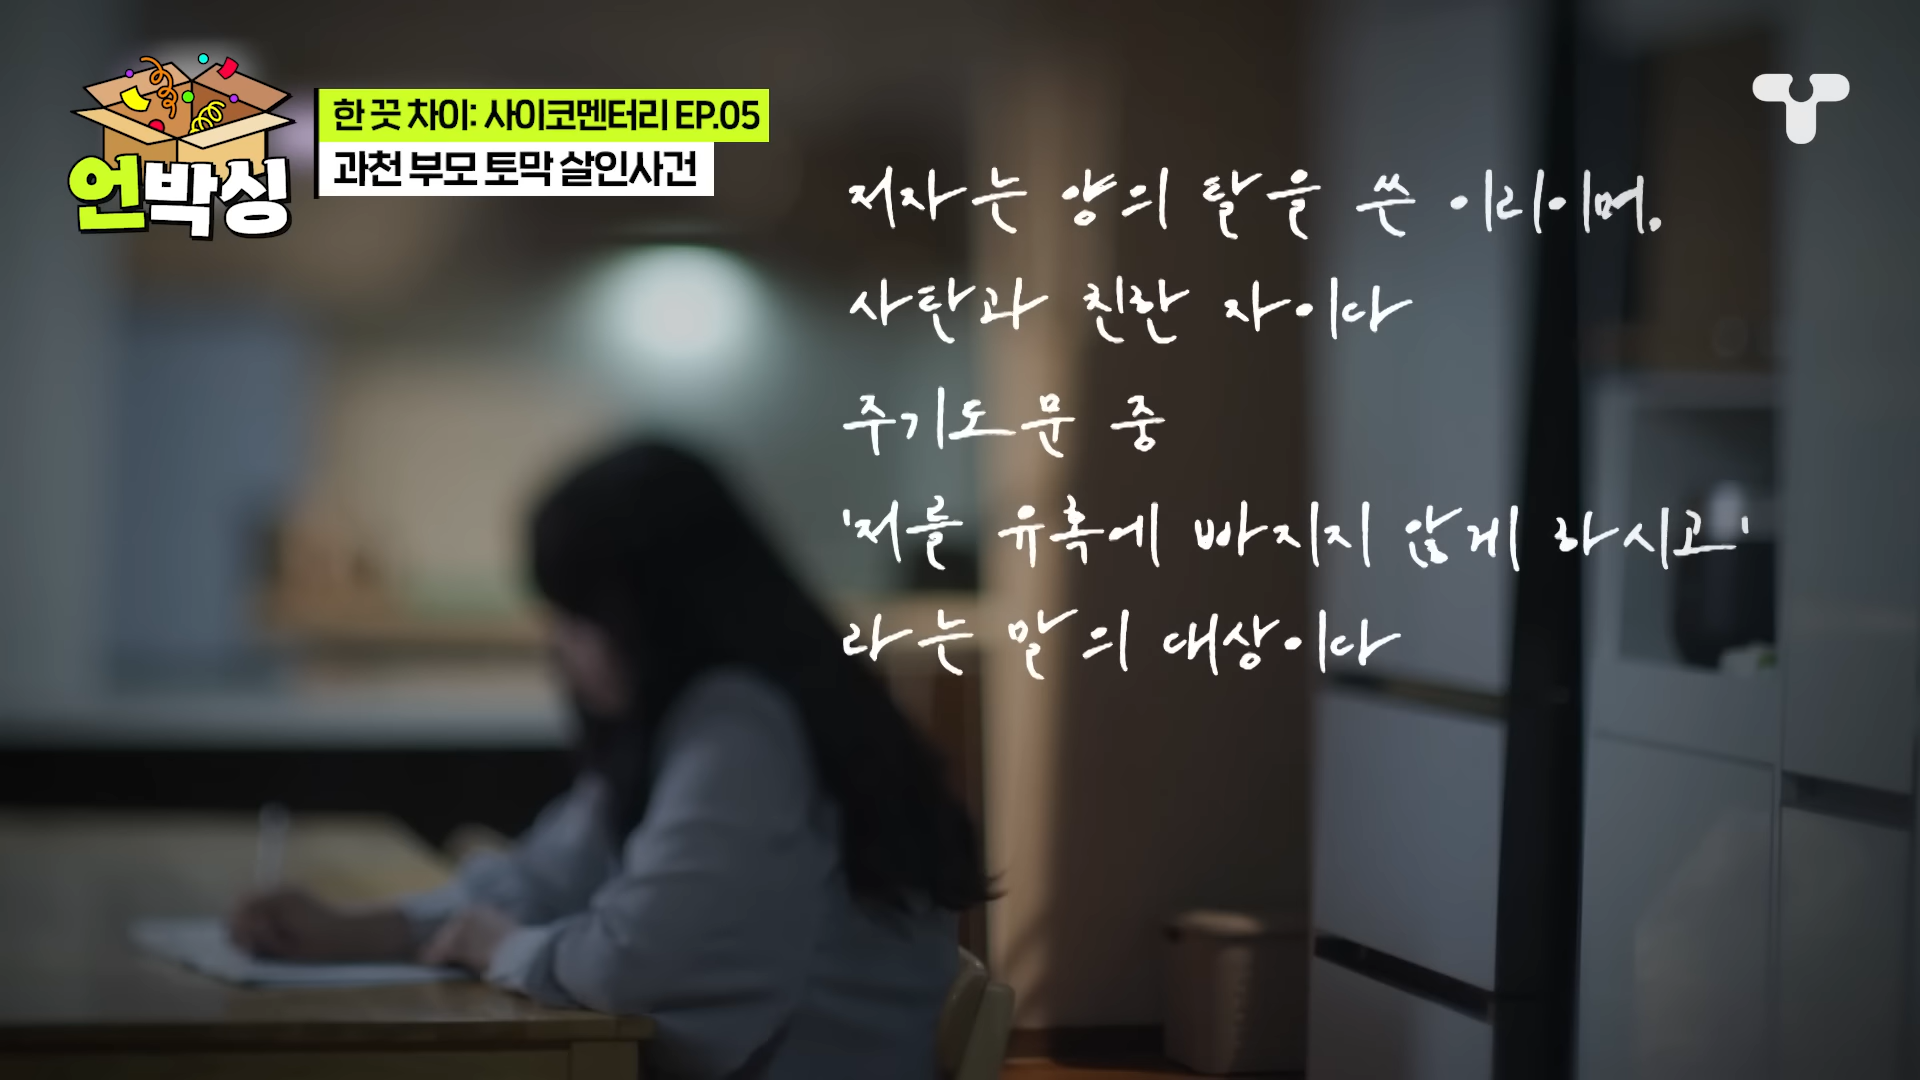 언박싱
한 끗 차이: 사이코멘터리 EP.05
과천 부모 토막 살인사건
저자는 양의 탈을 쓴 이리이며,
사탄과 친한 자이다
주기도문 중
'저를 유혹에 빠지지 않게 하시고'
라는 말의 대상이다